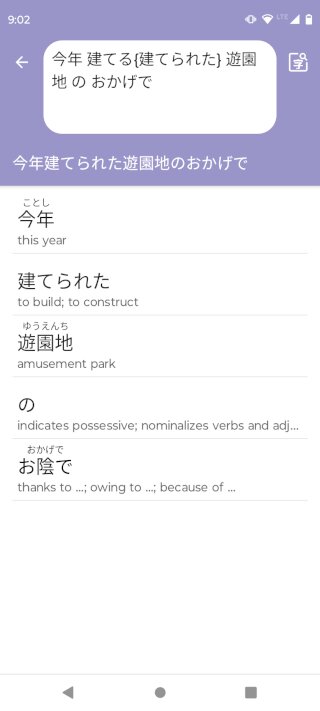 9:02
LTE
今年 建てる{建てられた} 遊園
地 の おかげで
字
今年建てられた遊園地のおかげで
ことし
今年
this year
建てられた
to build; to construct
ゆうえんち
遊園地
amusement park
の
indicates possessive; nominalizes verbs and adj...
おかげで
お陰で
thanks to ...; owing to ...; because of ...